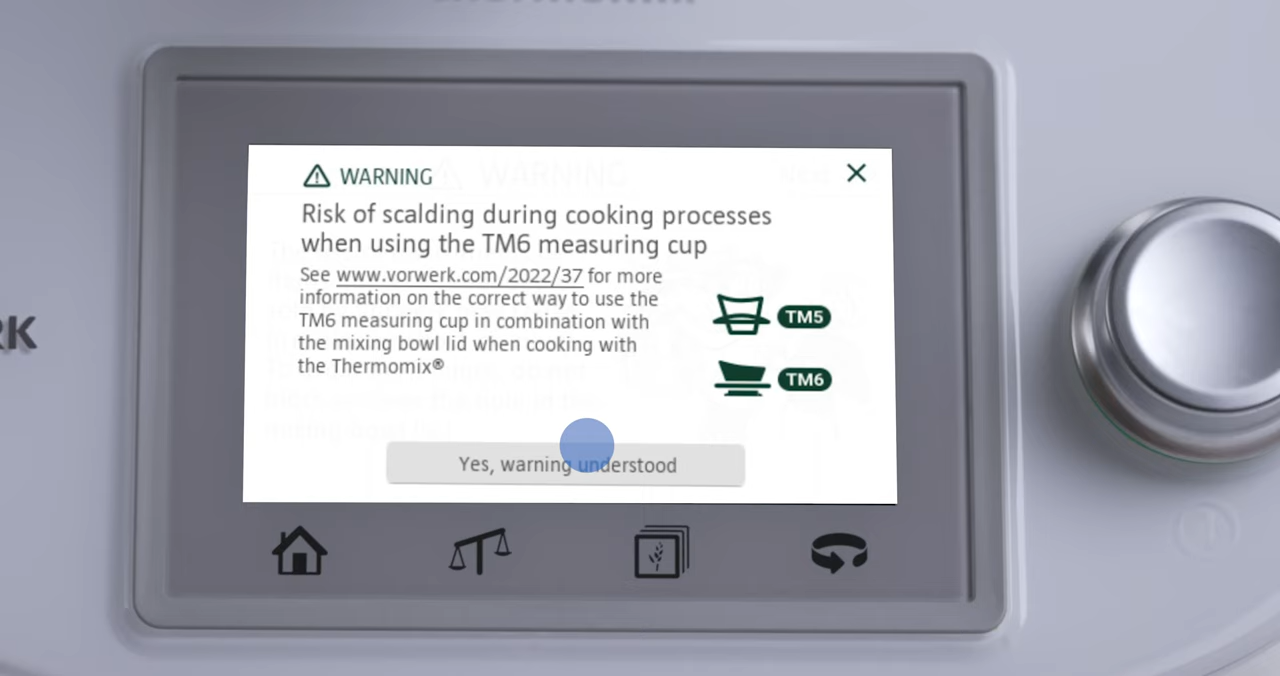 WARNING
Risk of scalding during cooking processes
when using the TM6 measuring cup
See www.vorwerk.com/2022/37 for more
information on the correct way to use the
TM6 measuring cup in combination with
the mixing bowl lid when cooking with
the Thermomix®
TM5
TM6
Yes, warning understood